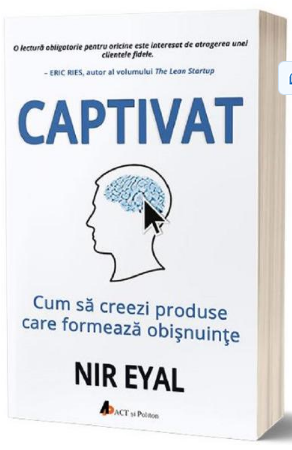 O lectură obligatorie pentru oricine este interesat de atragerea unei
clientele fidele.
– ERIC RIES, autor al volumului The Lean Startup
CAPTIVAT
Cum să creezi produse
care formează obişnuinţe
NIR EYAL
ACT și Politon